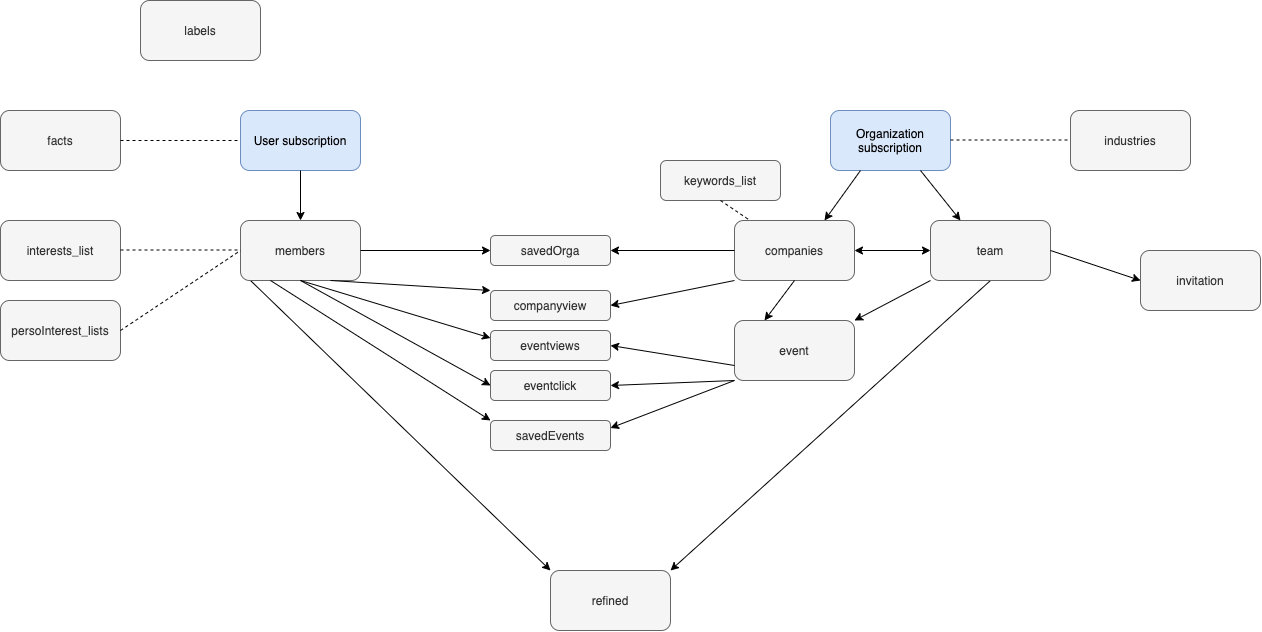 labels
facts
User subscription
Organization
subscription
industries
keywords_list
interests_list
members
savedOrga
companies
team
invitation
companyview
persoInterest_lists
eventviews
event
eventclick
savedEvents
refined